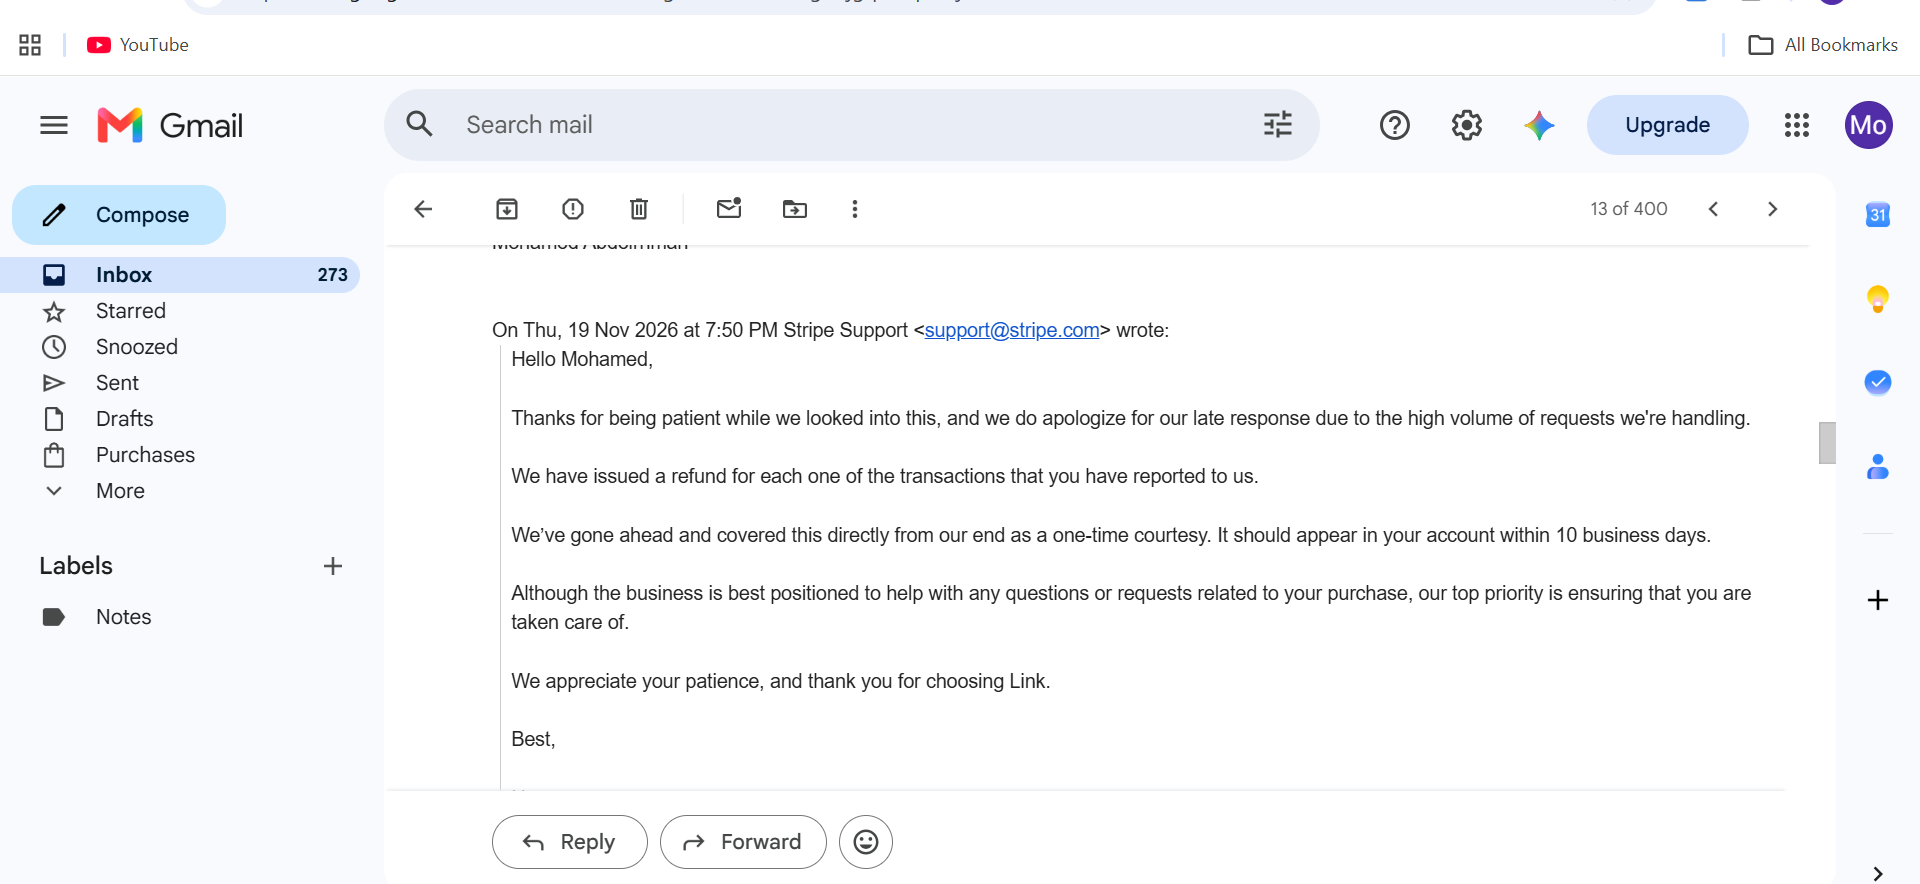 YouTube
All Bookmarks
Gmail
Search mail
Upgrade
Mo
Compose
13 of 400
31
Inbox 273
Starred
Snoozed
Sent
Drafts
Purchases
More
Labels
Notes
On Thu, 19 Nov 2026 at 7:50 PM Stripe Support <support@stripe.com> wrote:
Hello Mohamed,
Thanks for being patient while we looked into this, and we do apologize for our late response due to the high volume of requests we're handling.
We have issued a refund for each one of the transactions that you have reported to us.
We’ve gone ahead and covered this directly from our end as a one-time courtesy. It should appear in your account within 10 business days.
Although the business is best positioned to help with any questions or requests related to your purchase, our top priority is ensuring that you are
taken care of.
We appreciate your patience, and thank you for choosing Link.
Best,
Reply
Forward